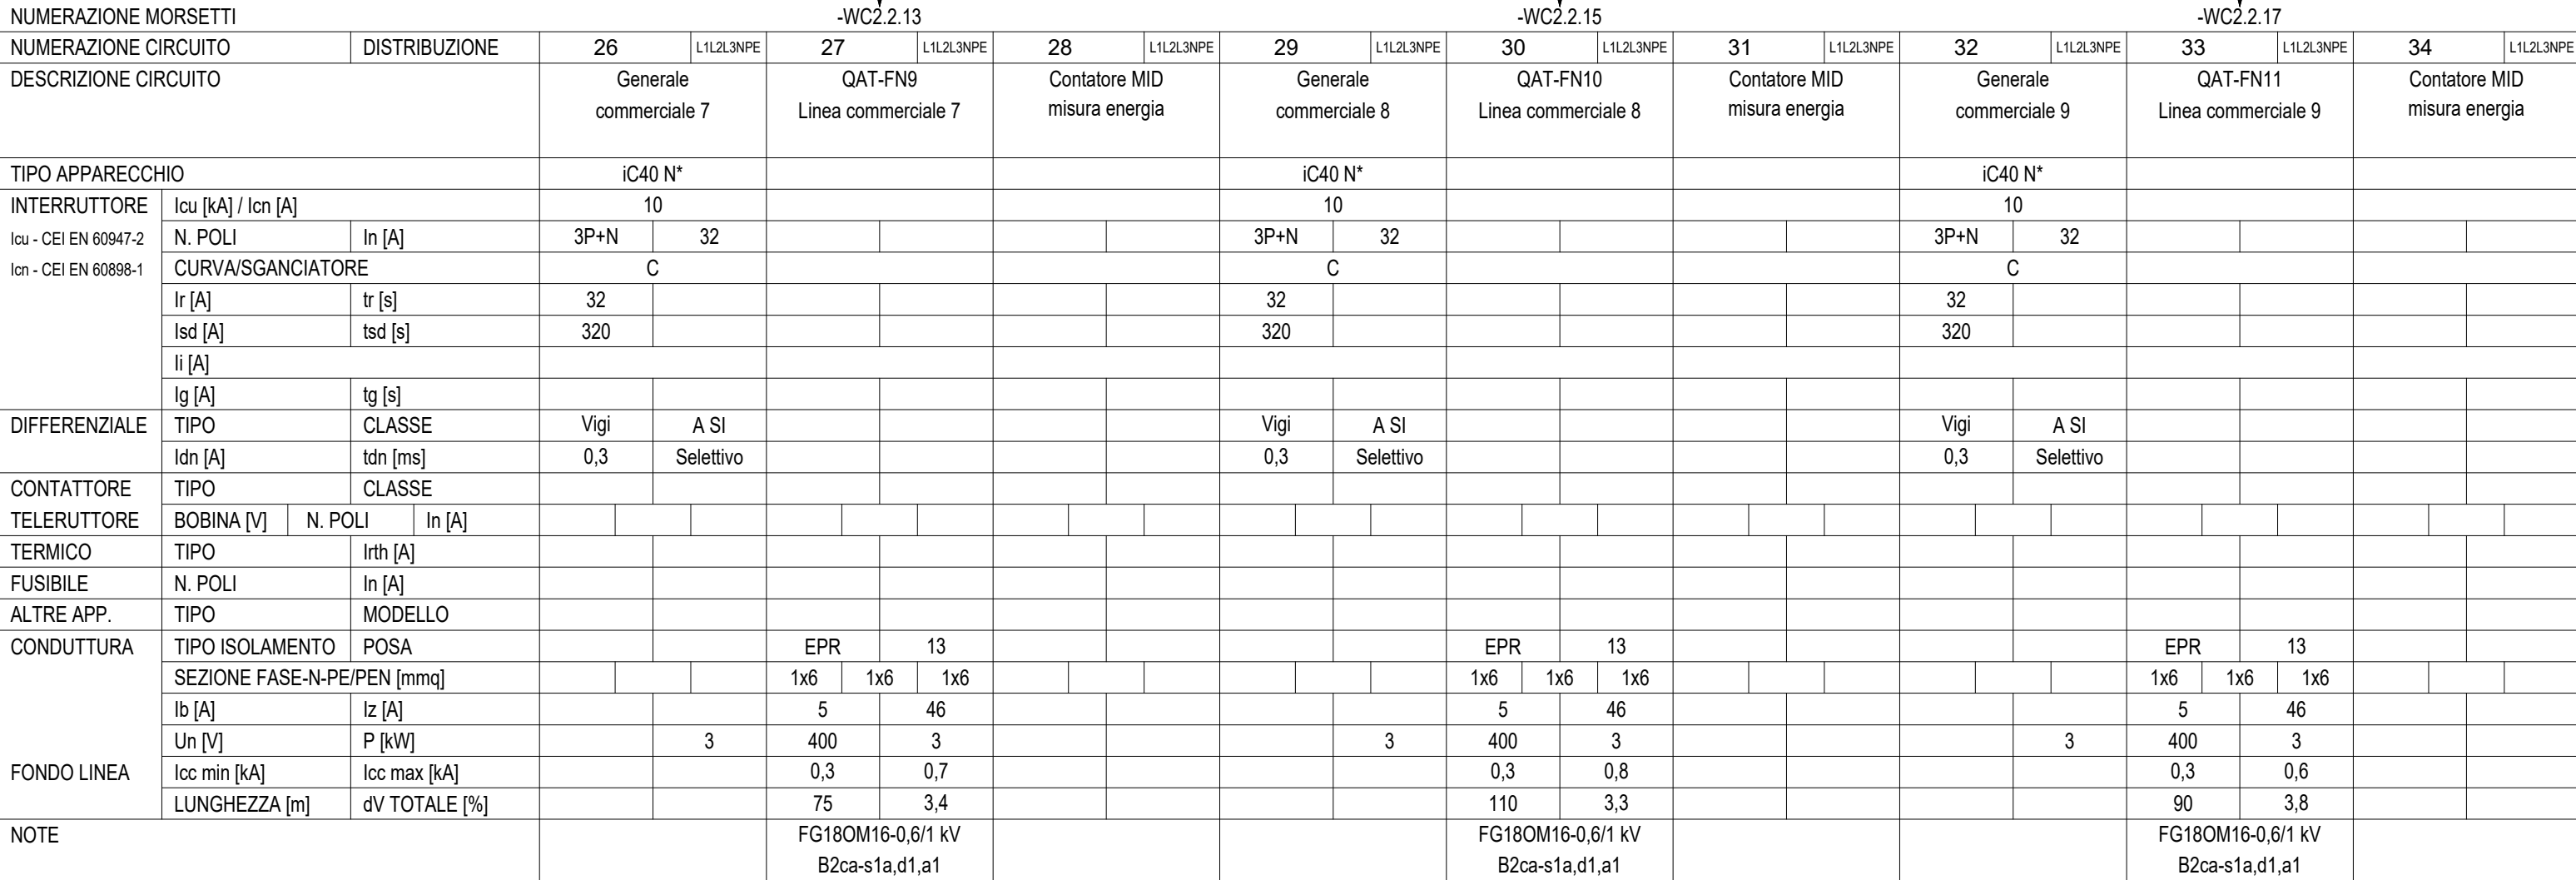 NUMERAZIONE MORSETTI -WC2.2.13 -WC2.2.15 -WC2.2.17
NUMERAZIONE CIRCUITO DISTRIBUZIONE 26 L1L2L3NPE 27 L1L2L3NPE 28 L1L2L3NPE 29 L1L2L3NPE 30 L1L2L3NPE 31 L1L2L3NPE 32 L1L2L3NPE 33 L1L2L3NPE 34 L1L2L3NPE
DESCRIZIONE CIRCUITO Generale QAT-FN9 Contatore MID Generale QAT-FN10 Contatore MID Generale QAT-FN11 Contatore MID
commerciale 7 Linea commerciale 7 misura energia commerciale 8 Linea commerciale 8 misura energia commerciale 9 Linea commerciale 9 misura energia
TIPO APPARECCHIO iC40 N* iC40 N* iC40 N*
INTERRUTTORE Icu [kA] / Icn [A] 10 10 10
Icu - CEI EN 60947-2 N. POLI In [A] 3P+N 32 3P+N 32 3P+N 32
Icn - CEI EN 60898-1 CURVA/SGANCIATORE C C C
Ir [A] tr [s] 32 32 32
Isd [A] tsd [s] 320 320 320
Ii [A]
Ig [A] tg [s]
DIFFERENZIALE TIPO CLASSE Vigi A SI Vigi A SI Vigi A SI
Idn [A] tdn [ms] 0,3 Selettivo 0,3 Selettivo 0,3 Selettivo
CONTATTORE TIPO CLASSE
TELERUTTORE BOBINA [V] N. POLI In [A]
TERMICO TIPO Irth [A]
FUSIBILE N. POLI In [A]
ALTRE APP. TIPO MODELLO
CONDUTTURA TIPO ISOLAMENTO POSA EPR 13 EPR 13 EPR 13
SEZIONE FASE-N-PE/PEN [mmq] 1x6 1x6 1x6 1x6 1x6 1x6 1x6 1x6 1x6
Ib [A] Iz [A] 5 46 5 46 5 46
Un [V] P [kW] 3 400 3 3 400 3 3 400 3
FONDO LINEA Icc min [kA] Icc max [kA] 0,3 0,7 0,3 0,8 0,3 0,6
LUNGHEZZA [m] dV TOTALE [%] 75 3,4 110 3,3 90 3,8
NOTE FG18OM16-0,6/1 kV FG18OM16-0,6/1 kV FG18OM16-0,6/1 kV
B2ca-s1a,d1,a1 B2ca-s1a,d1,a1 B2ca-s1a,d1,a1